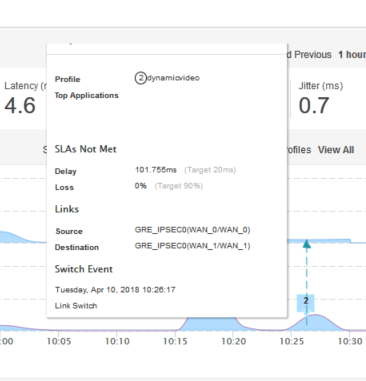 d Previous 1 hour
Latency (
4.6
Jitter (ms)
0.7
Profile 2 dynamicvideo
Top Applications
SLAs Not Met
ofiles View All
Delay 101.755ms (Target 20ms)
Loss 0% (Target 90%)
Links
Source GRE_IPSEC0(WAN_0/WAN_0)
Destination GRE_IPSEC0(WAN_1/WAN_1)
Switch Event
Tuesday, Apr 10, 2018 10:26:17
Link Switch
2
:00 10:05 10:10 10:15 10:20 10:25 10:30